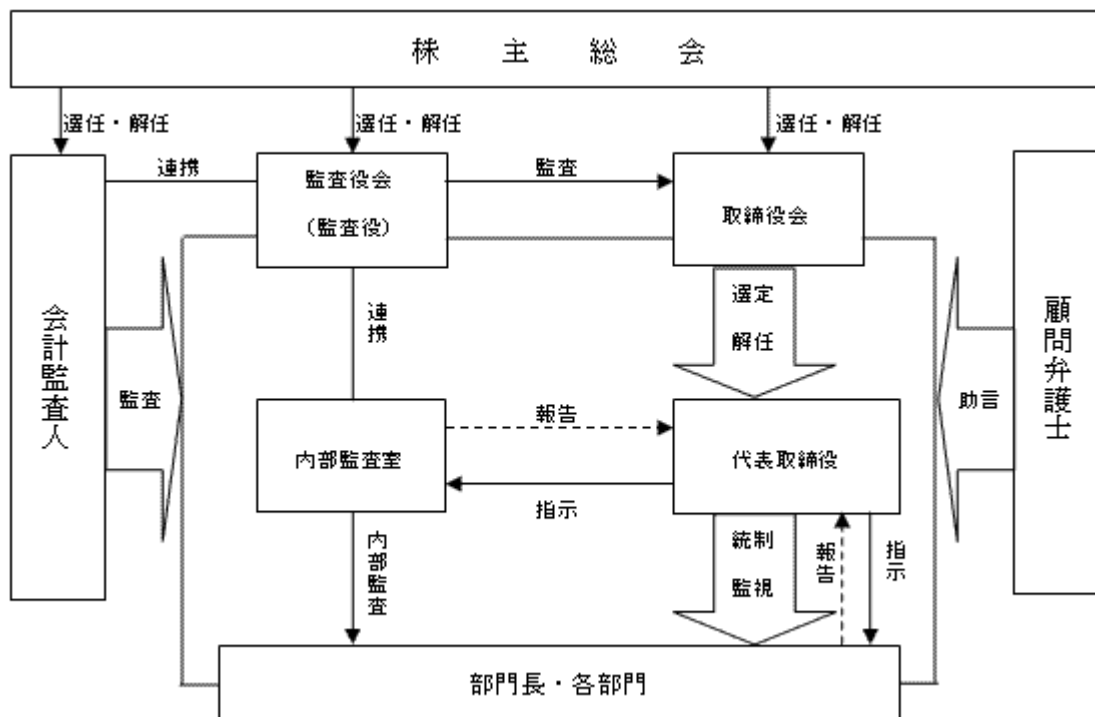 株主総会
選任・解任
選任・解任
選任・解任
連携
監査役会
(監査役)
監査
取締役会
会計監査人
監査
連携
選定
解任
助言
顧問弁護士
内部監査室
報告
指示
代表取締役
内部監査
統制
監視
報告
指示
部門長・各部門